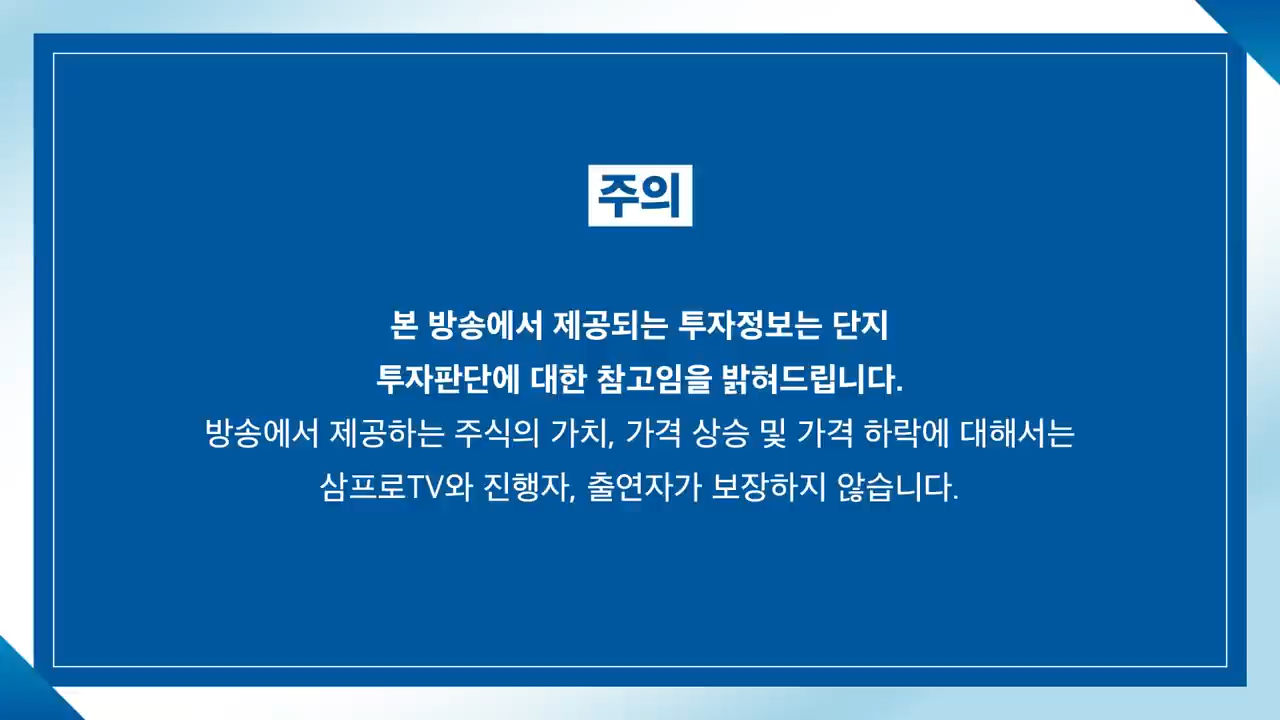 주의
본 방송에서 제공되는 투자정보는 단지
투자판단에 대한 참고임을 밝혀드립니다.
방송에서 제공하는 주식의 가치, 가격 상승 및 가격 하락에 대해서는
삼프로TV와 진행자, 출연자가 보장하지 않습니다.